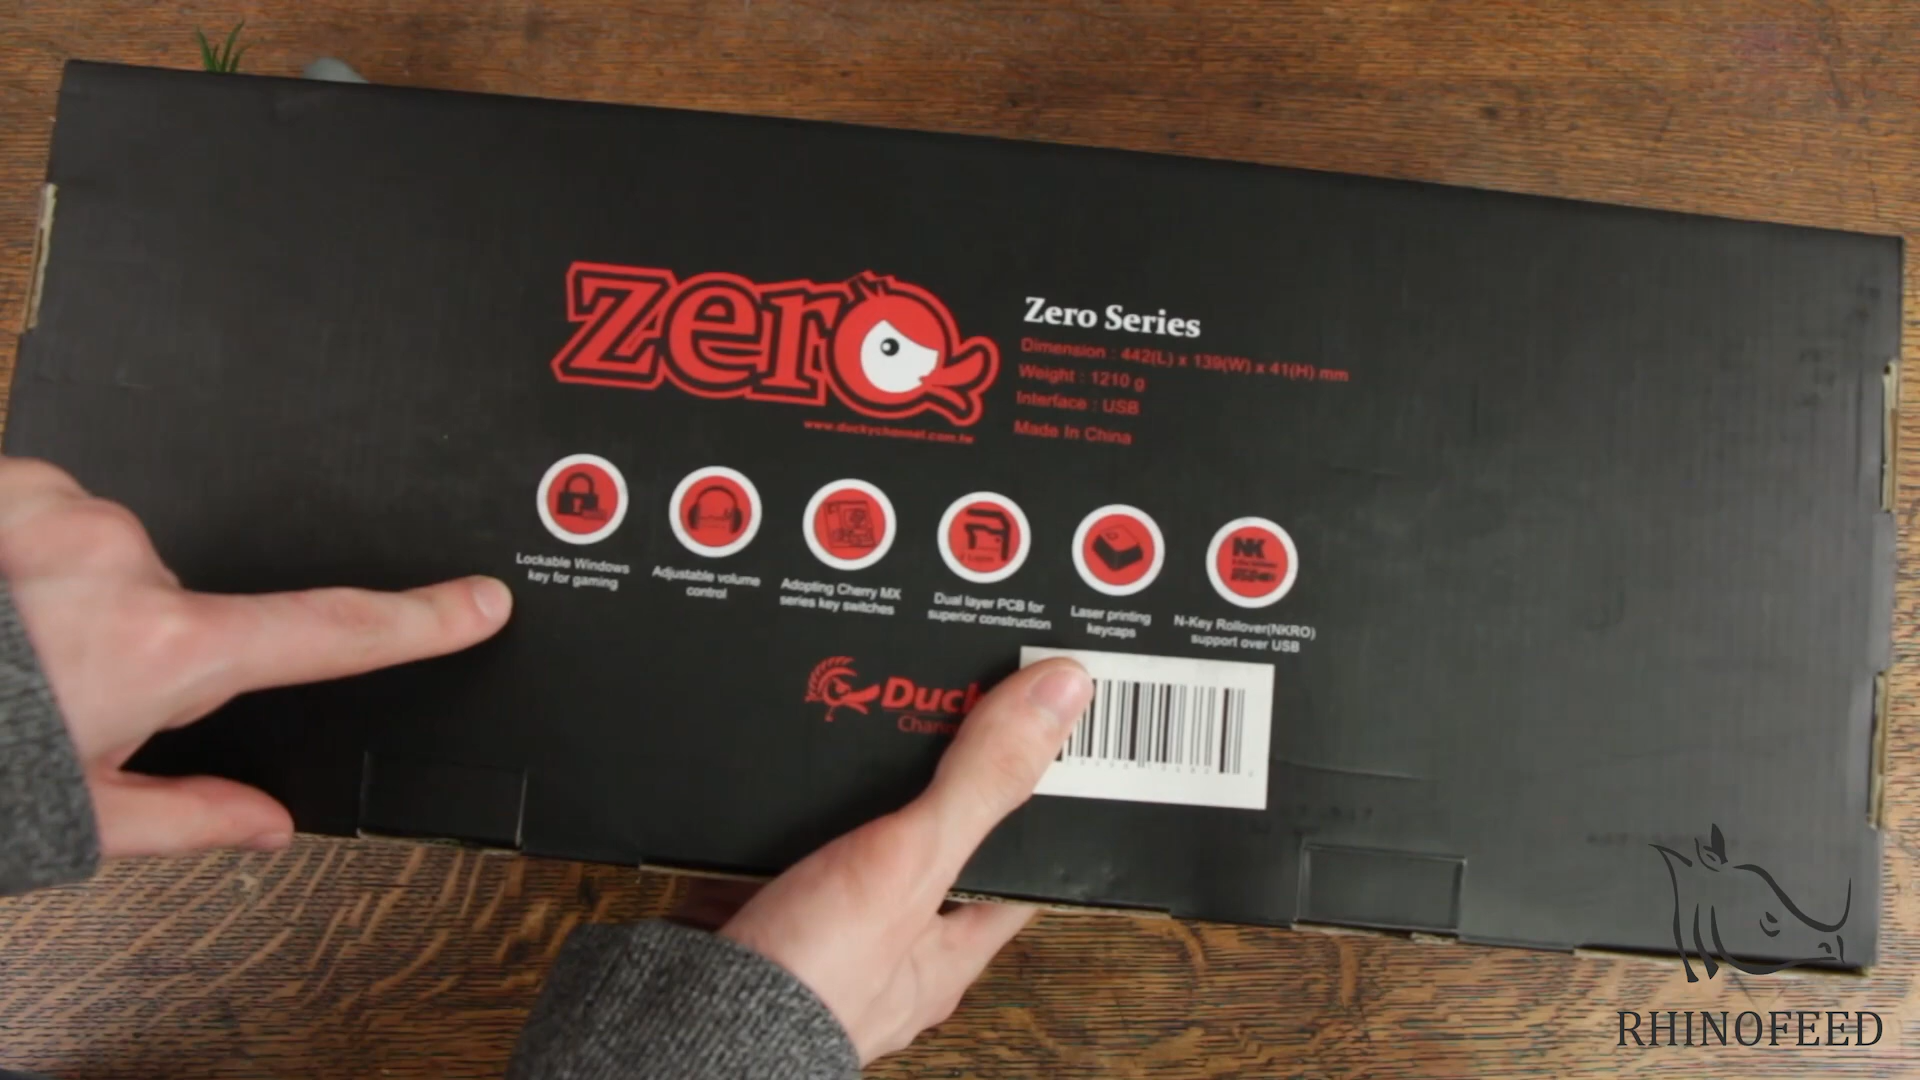 zero
www.duckychannel.com.tw
Zero Series
Dimension : 442(L) x 139(W) x 41(H) mm
Weight : 1210 g
Interface : USB
Made In China
Lockable Windows
key for gaming
Adjustable volume
control
Adopting Cherry MX
series key switches
Dual layer PCB for
superior construction
Laser printing
keycaps
NK
N-Key Rollover(NKRO)
support over USB
RHINOFEED